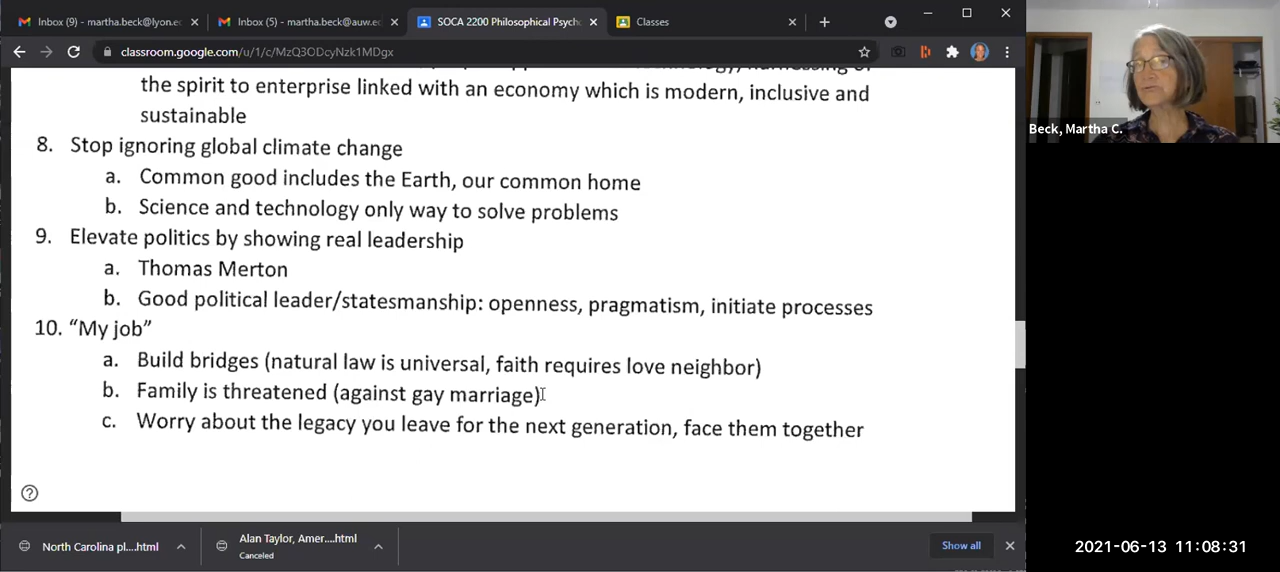 Inbox (9) - martha.beck@lyon.ec
Inbox (5) - martha.beck@auw.ec
SOCA 2200 Philosophical Psych
Classes
classroom.google.com/u/1/c/MzQ3ODcyNzk1MDgx
the spirit to enterprise linked with an economy which is modern, inclusive and
sustainable
8. Stop ignoring global climate change
a. Common good includes the Earth, our common home
b. Science and technology only way to solve problems
9. Elevate politics by showing real leadership
a. Thomas Merton
b. Good political leader/statesmanship: openness, pragmatism, initiate processes
10. “My job”
a. Build bridges (natural law is universal, faith requires love neighbor)
b. Family is threatened (against gay marriage)
c. Worry about the legacy you leave for the next generation, face them together
Beck, Martha C.
North Carolina pl....html
Alan Taylor, Amer....html
Canceled
Show all
2021-06-13 11:08:31